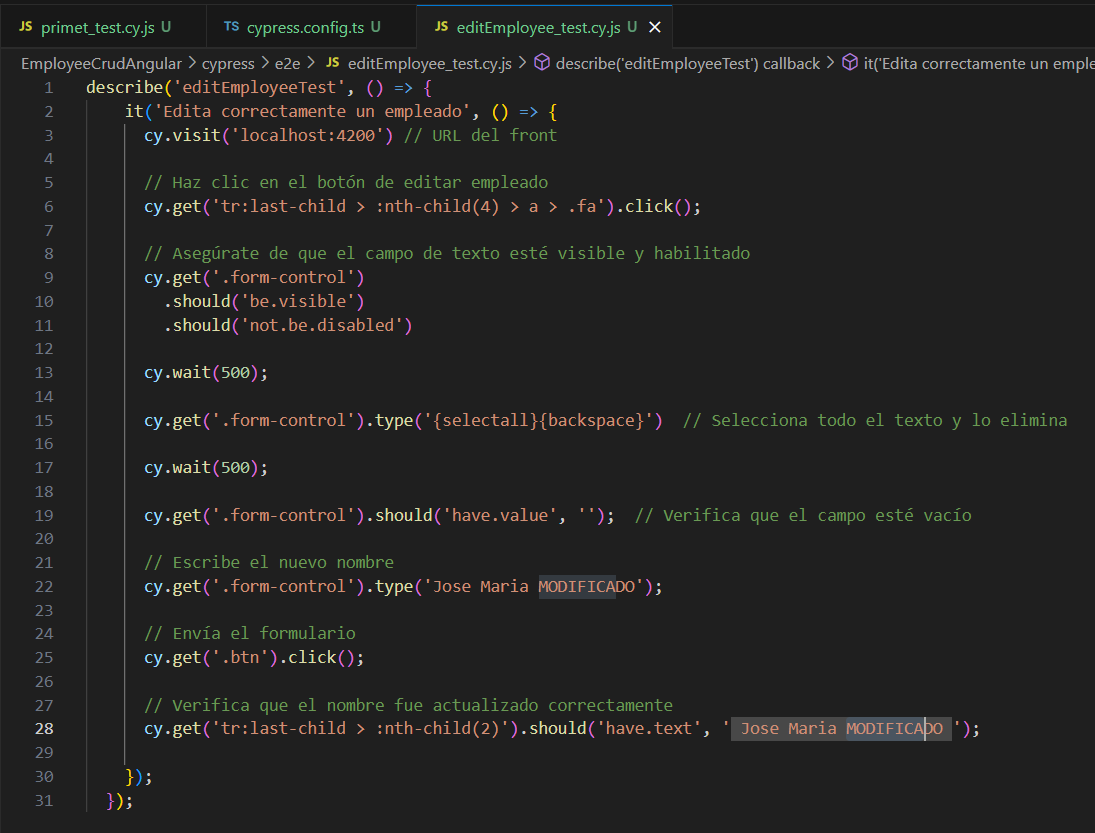 JS primet_test.cy.js U
TS cypress.config.ts U
JS editEmployee_test.cy.js U
EmployeeCrudAngular > cypress > e2e > JS editEmployee_test.cy.js > describe('editEmployeeTest') callback > it('Edita correctamente un emple
1 describe('editEmployeeTest', () => {
2 it('Edita correctamente un empleado', () => {
3 cy.visit('localhost:4200') // URL del front
4
5 // Haz clic en el botón de editar empleado
6 cy.get('tr:last-child > :nth-child(4) > a > .fa').click();
7
8 // Asegúrate de que el campo de texto esté visible y habilitado
9 cy.get('.form-control')
10 .should('be.visible')
11 .should('not.be.disabled')
12
13 cy.wait(500);
14
15 cy.get('.form-control').type('{selectall}{backspace}') // Selecciona todo el texto y lo elimina
16
17 cy.wait(500);
18
19 cy.get('.form-control').should('have.value', ''); // Verifica que el campo esté vacío
20
21 // Escribe el nuevo nombre
22 cy.get('.form-control').type('Jose Maria MODIFICADO');
23
24 // Envía el formulario
25 cy.get('.btn').click();
26
27 // Verifica que el nombre fue actualizado correctamente
28 cy.get('tr:last-child > :nth-child(2)').should('have.text', ' Jose Maria MODIFICADO ');
29
30 });
31 });